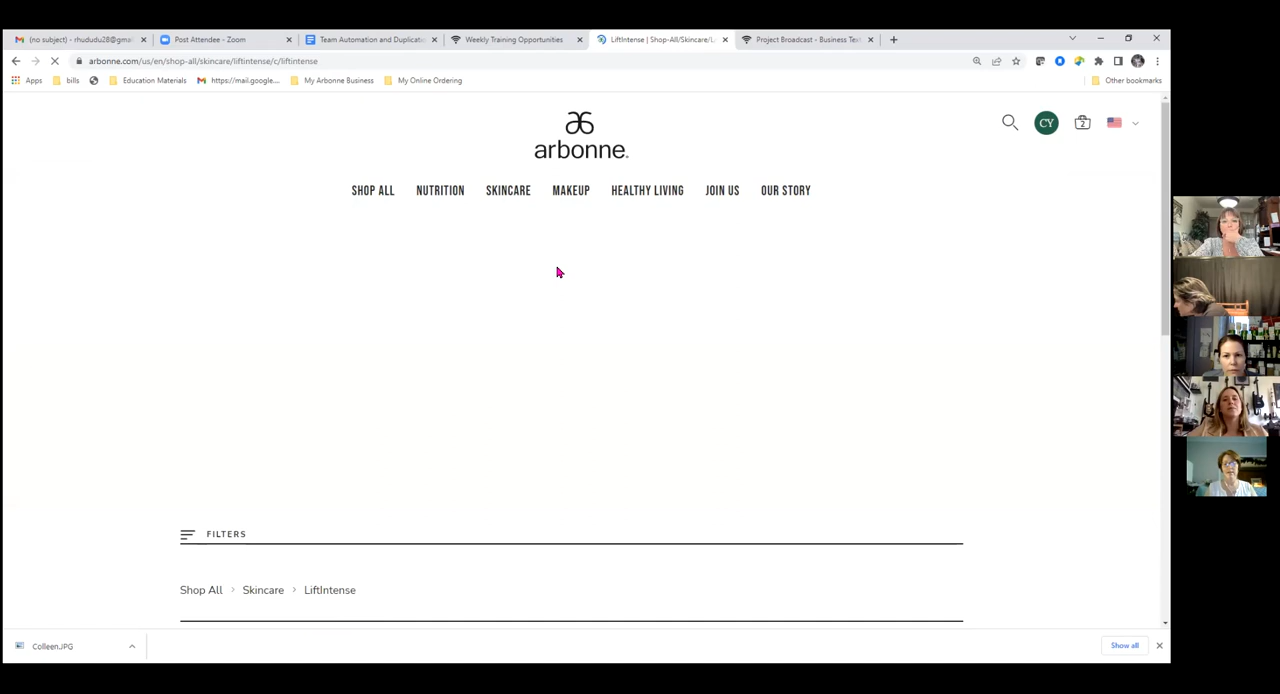 (no subject) - rhududu28@gma
Post Attendee - Zoom
Team Automation and Duplicat
Weekly Training Opportunities
LiftIntense | Shop-All/Skincare/L
Project Broadcast - Business Tex
arbonne.com/us/en/shop-all/skincare/liftintense/c/liftintense
Apps
bills
Education Materials
https://mail.google....
My Arbonne Business
My Online Ordering
Other bookmarks
arbonne.
CY
2
SHOP ALL
NUTRITION
SKINCARE
MAKEUP
HEALTHY LIVING
JOIN US
OUR STORY
FILTERS
Shop All > Skincare > LiftIntense
Colleen.JPG
Show all